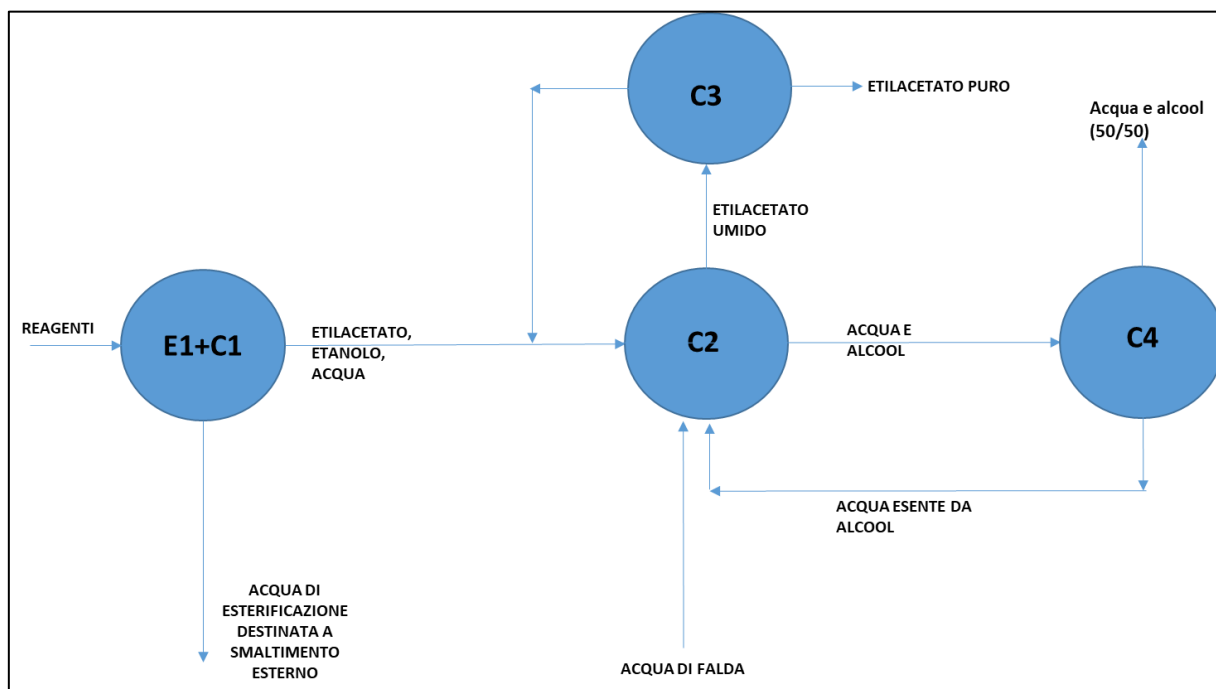 C3
ETILACETATO PURO
Acqua e alcool
(50/50)
ETILACETATO
UMIDO
REAGENTI
E1+C1
ETILACETATO,
ETANOLO,
ACQUA
C2
ACQUA E
ALCOOL
C4
ACQUA ESENTE DA
ALCOOL
ACQUA DI
ESTERIFICAZIONE
DESTINATA A
SMALTIMENTO
ESTERNO
ACQUA DI FALDA